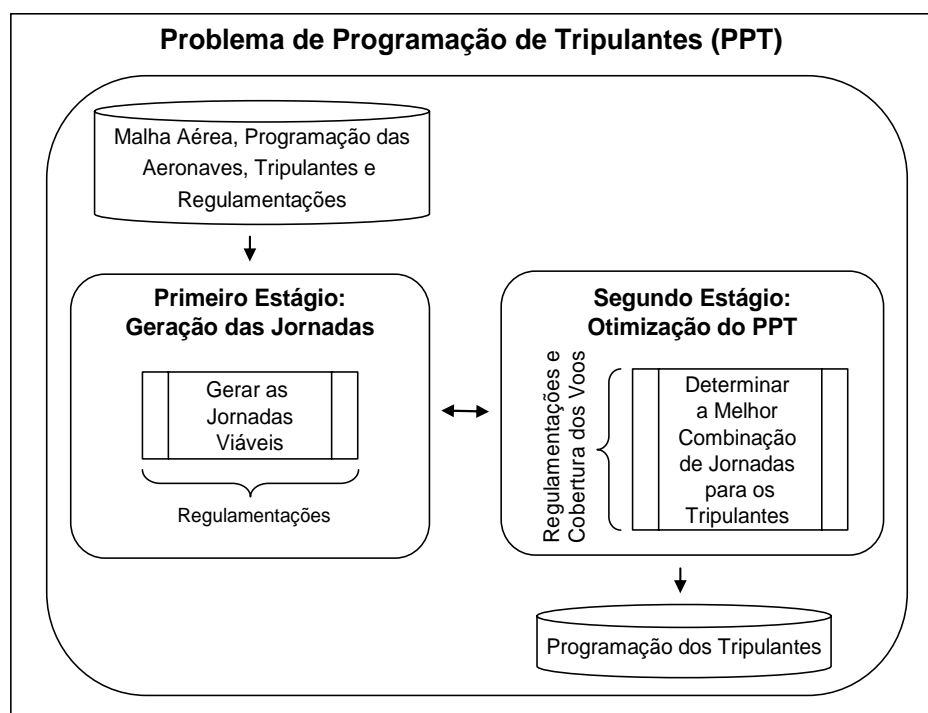 Problema de Programação de Tripulantes (PPT)
Malha Aérea, Programação das
Aeronaves, Tripulantes e
Regulamentações
Primeiro Estágio:
Geração das Jornadas
Gerar as
Jornadas
Viáveis
Regulamentações
Segundo Estágio:
Otimização do PPT
Regulamentações e
Cobertura dos Voos
Determinar
a Melhor
Combinação
de Jornadas
para os
Tripulantes
Programação dos Tripulantes